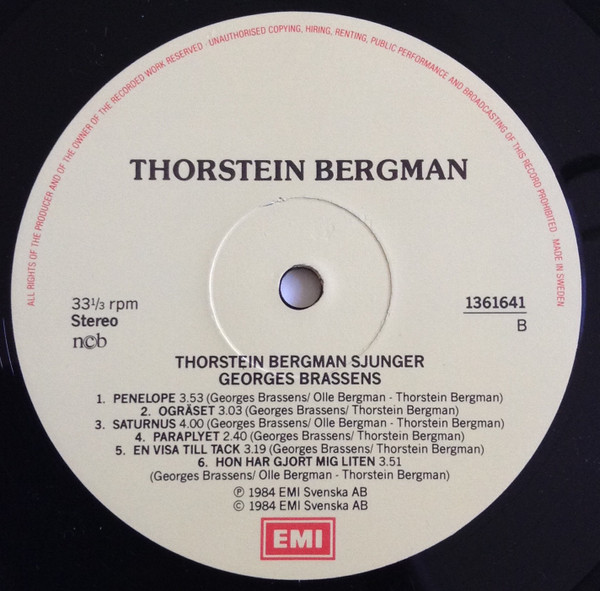 ALL RIGHTS OF THE PRODUCER AND OF THE OWNER OF THE RECORDED WORK RESERVED · UNAUTHORISED COPYING, HIRING, RENTING, PUBLIC PERFORMANCE AND BROADCASTING OF THIS RECORD PROHIBITED · MADE IN SWEDEN
THORSTEIN BERGMAN
33 1/3 rpm
Stereo
ncb
1361641
B
THORSTEIN BERGMAN SJUNGER
GEORGES BRASSENS
1. PENELOPE 3.53 (Georges Brassens/ Olle Bergman - Thorstein Bergman)
2. OGRÄSET 3.03 (Georges Brassens/ Thorstein Bergman)
3. SATURNUS 4.00 (Georges Brassens/ Olle Bergman - Thorstein Bergman)
4. PARAPLYET 2.40 (Georges Brassens/ Thorstein Bergman)
5. EN VISA TILL TACK 3.19 (Georges Brassens/ Thorstein Bergman)
6. HON HAR GJORT MIG LITEN 3.51
(Georges Brassens/ Olle Bergman - Thorstein Bergman)
℗ 1984 EMI Svenska AB
© 1984 EMI Svenska AB
EMI